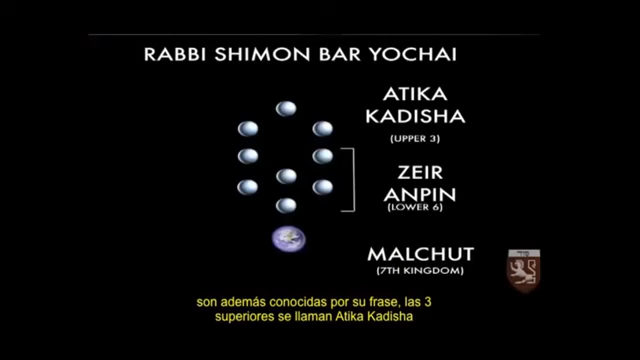 RABBI SHIMON BAR YOCHAI
ATIKA
KADISHA
(UPPER 3)
ZEIR
ANPIN
(LOWER 6)
MALCHUT
(7TH KINGDOM)
son además conocidas por su frase, las 3
superiores se llaman Atika Kadisha